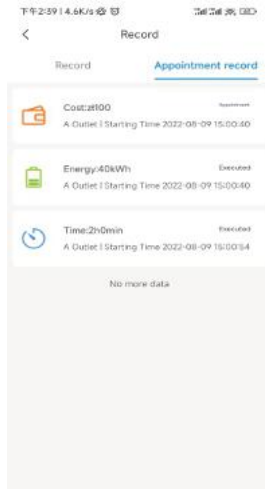 下午2:39 | 4.6K/s
Record
Record
Appointment record
Cost:zł100
Appointment
A Outlet | Starting Time 2022-08-09 15:00:40
Energy:40kWh
Executed
A Outlet | Starting Time 2022-08-09 15:00:40
Time:2h0min
Executed
A Outlet | Starting Time 2022-08-09 15:00:54
No more data